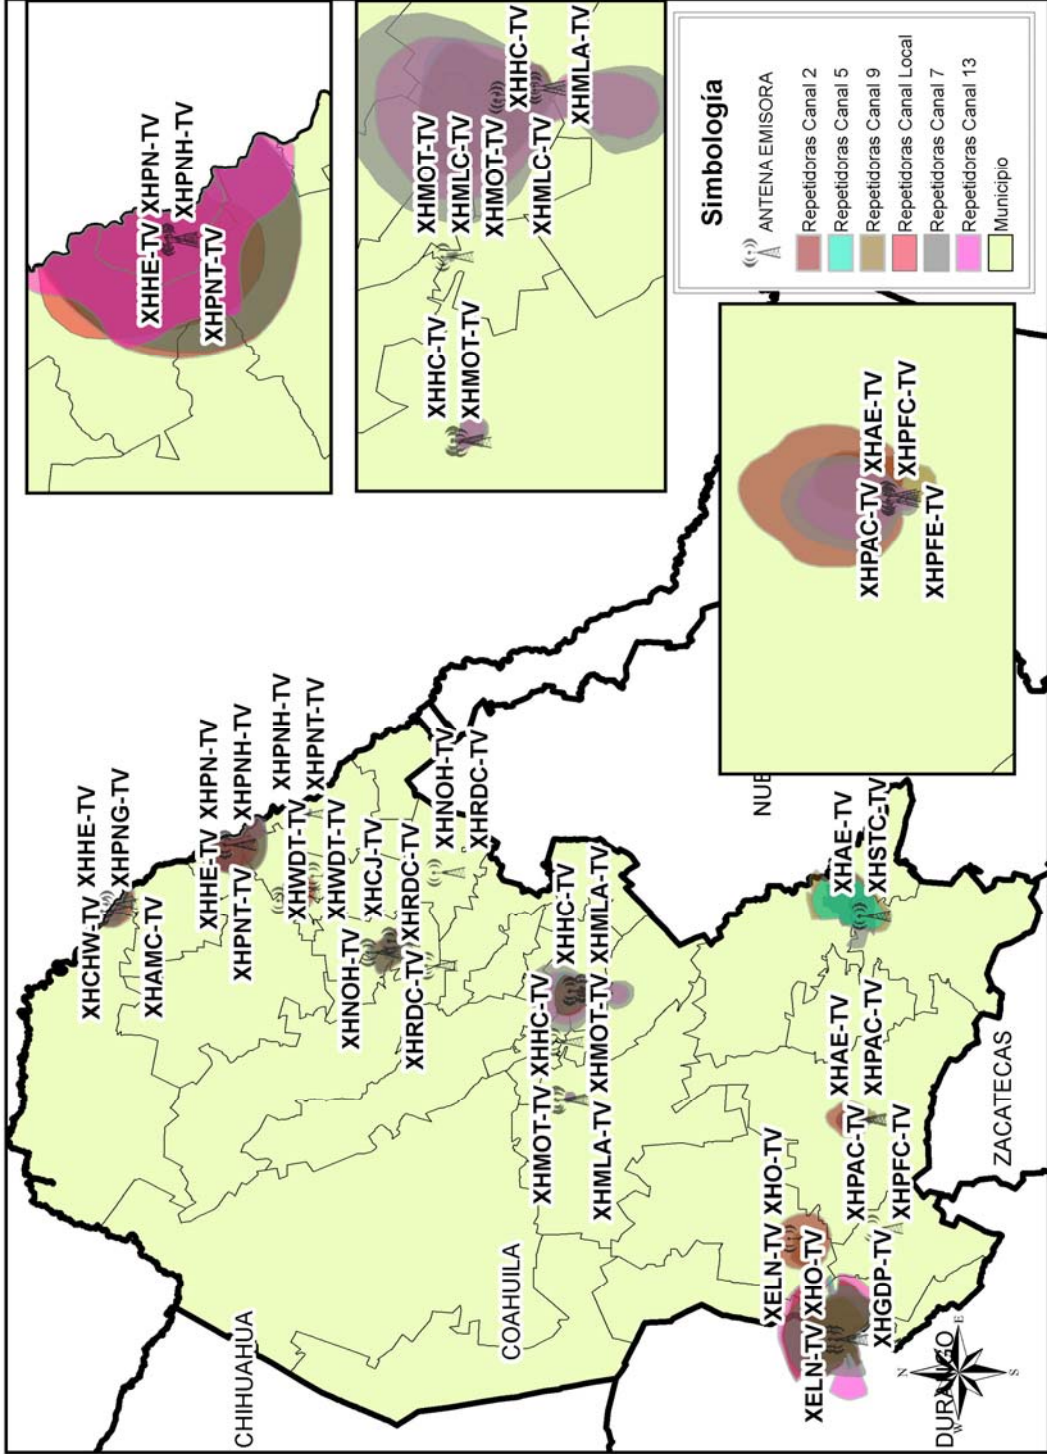 XHCHW-TV XHHE-TV
XHPNG-TV
XHAMC-TV
XHHE-TV XHPN-TV
XHPNT-TV XHPNH-TV
XHPNH-TV
XHWDT-TV XHPNT-TV
XHWDT-TV
XHNOH-TV XHCJ-TV
XHRDC-TV XHRDC-TV
XHNOH-TV
XHRDC-TV
CHIHUAHUA
COAHUILA
XHMOT-TV XHHC-TV XHHC-TV
XHMLA-TV XHMOT-TV XHMLA-TV
XELN-TV XHO-TV
XELN-TV XHO-TV
XHGDP-TV
XHAE-TV
XHPAC-TV XHPAC-TV
XHPFC-TV
XHAE-TV
XHSTC-TV
NUE
DURANGO
ZACATECAS
N
W
E
S
XHHE-TV XHPN-TV
XHPNH-TV
XHPNT-TV
XHHC-TV XHMOT-TV
XHMOT-TV XHMLC-TV
XHMOT-TV XHHC-TV
XHMLC-TV XHMLA-TV
XHPAC-TV XHAE-TV
XHPFE-TV XHPFC-TV
Simbología
ANTENA EMISORA
Repetidoras Canal 2
Repetidoras Canal 5
Repetidoras Canal 9
Repetidoras Canal Local
Repetidoras Canal 7
Repetidoras Canal 13
Municipio